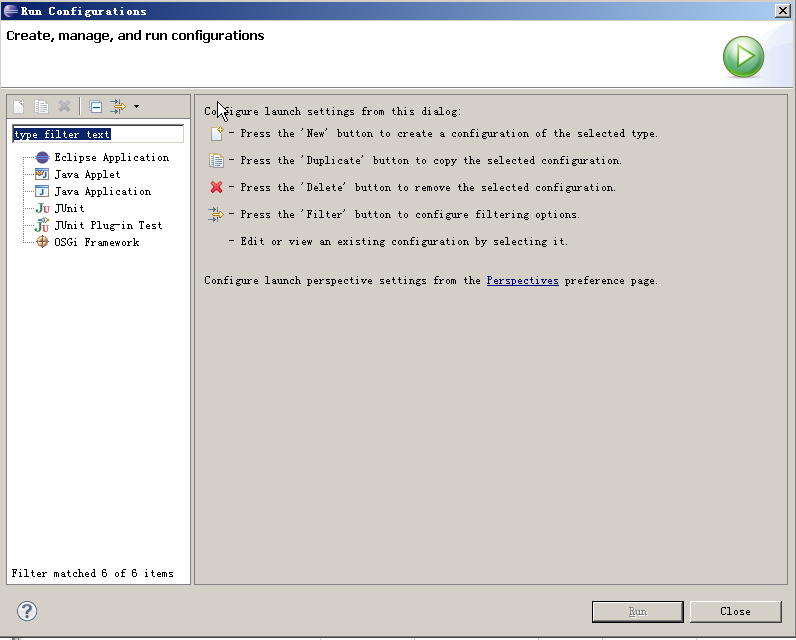 Run Configurations
Create, manage, and run configurations
type filter text
Eclipse Application
Java Applet
Java Application
Ju JUnit
JUnit Plug-in Test
OSGi Framework
Filter matched 6 of 6 items
Configure launch settings from this dialog:
- Press the 'New' button to create a configuration of the selected type.
- Press the 'Duplicate' button to copy the selected configuration.
- Press the 'Delete' button to remove the selected configuration.
- Press the 'Filter' button to configure filtering options.
- Edit or view an existing configuration by selecting it.
Configure launch perspective settings from the Perspectives preference page.
Run
Close